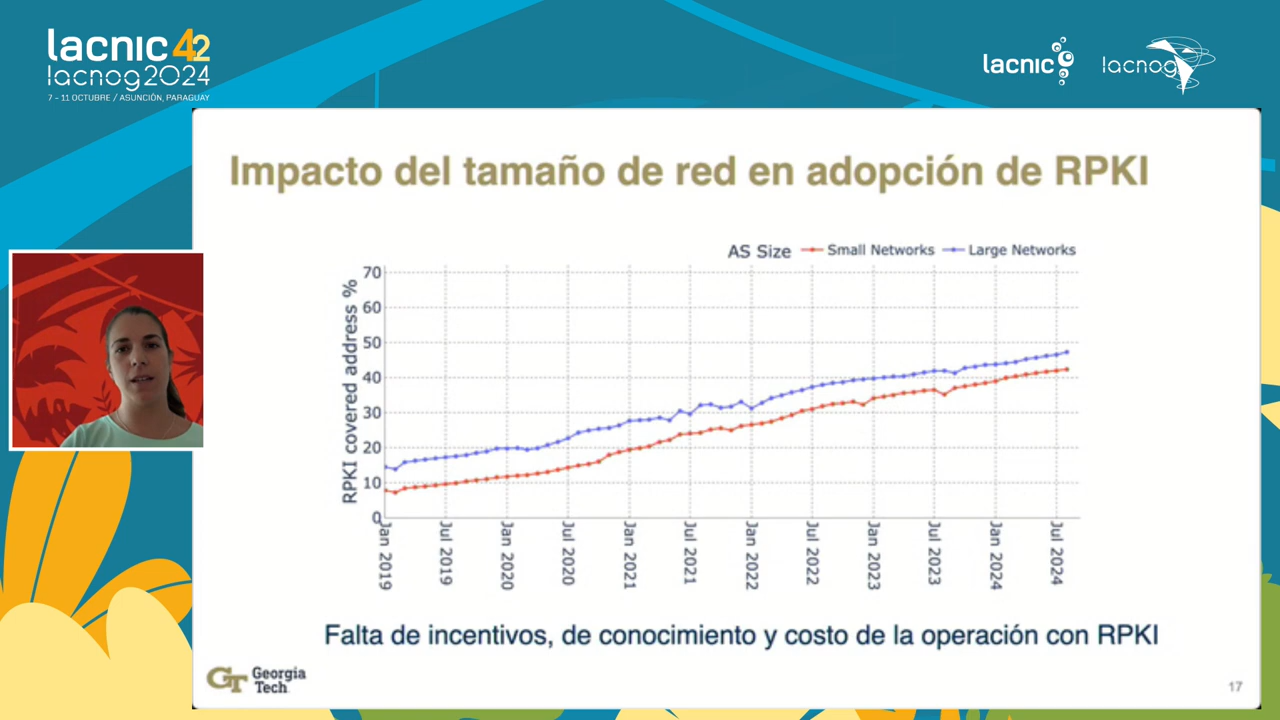 lacnic 42
lacnog2024
7 - 11 OCTUBRE / ASUNCIÓN, PARAGUAY
lacnic
lacnog
Impacto del tamaño de red en adopción de RPKI
AS Size
Small Networks
Large Networks
RPKI covered address %
70
60
50
40
30
20
10
0
Jan 2019
Jul 2019
Jan 2020
Jul 2020
Jan 2021
Jul 2021
Jan 2022
Jul 2022
Jan 2023
Jul 2023
Jan 2024
Jul 2024
Falta de incentivos, de conocimiento y costo de la operación con RPKI
GT Georgia
Tech
17